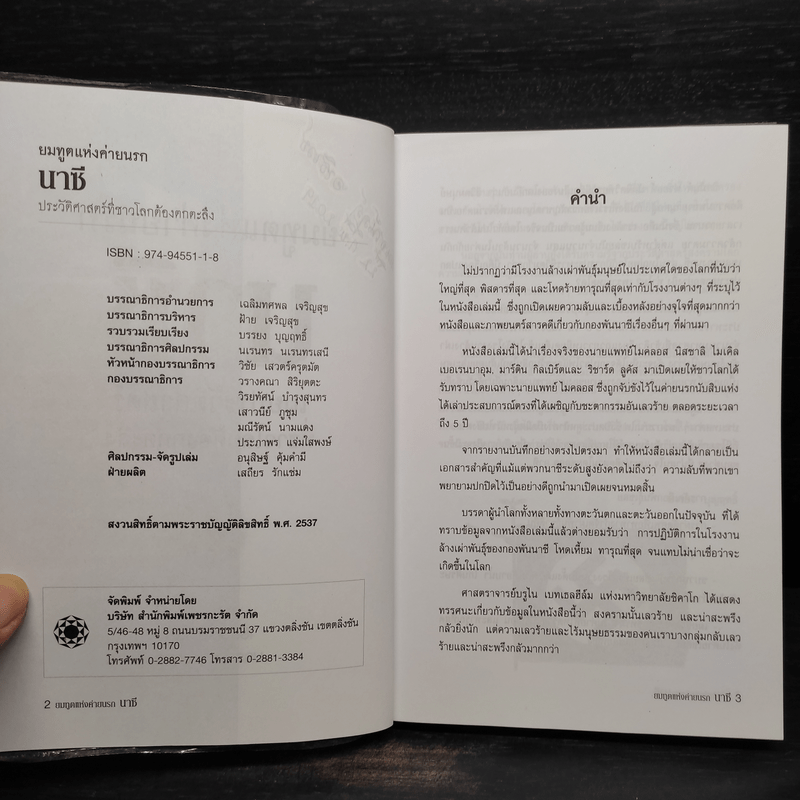 ยมทูตแห่งค่ายนรก
นาซี
ประวัติศาสตร์ที่ชาวโลกต้องตกตะลึง
ISBN : 974-94551-1-8
บรรณาธิการอำนวยการ เฉลิมทศพล เจริญสุข
บรรณาธิการบริหาร ฝ้าย เจริญสุข
รวบรวมเรียบเรียง บรรยง บุญฤทธิ์
บรรณาธิการศิลปกรรม นเรนทร นเรนทรเสนี
หัวหน้ากองบรรณาธิการ วิชัย เสวตร์ครุตมัต
กองบรรณาธิการ วรางคณา สิริยุตตะ
วิรยทัศน์ บำรุงสุนทร
เสาวนีย์ ภูชุม
มณีรัตน์ นามแดง
ประภาพร แจ่มใสพงษ์
ศิลปกรรม-จัดรูปเล่ม อนุสิษฐ์ คุ้มคำมี
ฝ่ายผลิต เสถียร รักแช่ม
สงวนสิทธิ์ตามพระราชบัญญัติลิขสิทธิ์ พ.ศ. 2537
จัดพิมพ์ จำหน่ายโดย
บริษัท สำนักพิมพ์เพชรกะรัต จำกัด
5/46-48 หมู่ 8 ถนนบรมราชชนนี 37 แขวงตลิ่งชัน เขตตลิ่งชัน
กรุงเทพฯ 10170
โทรศัพท์ 0-2882-7746 โทรสาร 0-2881-3384
2 ยมทูตแห่งค่ายนรก นาซี
คำนำ
ไม่ปรากฏว่ามีโรงงานล้างเผ่าพันธุ์มนุษย์ในประเทศใดของโลกที่นับว่า
ใหญ่ที่สุด พิสดารที่สุด และโหดร้ายทารุณที่สุดเท่ากับโรงงานต่างๆ ที่ระบุไว้
ในหนังสือเล่มนี้ ซึ่งถูกเปิดเผยความลับและเบื้องหลังอย่างจุใจที่สุดมากกว่า
หนังสือและภาพยนตร์สารคดีเกี่ยวกับกองพันนาซีเรื่องอื่นๆ ที่ผ่านมา
หนังสือเล่มนี้ได้นำเรื่องจริงของนายแพทย์ไมคลอส นิสซาลิ ไมเคิล
เบอเรนบาอุม, มาร์ติน กิลเบิร์ตและ ริชาร์ด ลูคัส มาเปิดเผยให้ชาวโลกได้
รับทราบ โดยเฉพาะนายแพทย์ ไมคลอส ซึ่งถูกจับขังไว้ในค่ายนรกนับสิบแห่ง
ได้เล่าประสบการณ์ตรงที่ได้เผชิญกับชะตากรรมอันเลวร้าย ตลอดระยะเวลา
ถึง 5 ปี
จากรายงานบันทึกอย่างตรงไปตรงมา ทำให้หนังสือเล่มนี้ได้กลายเป็น
เอกสารสำคัญที่แม้แต่พวกนาซีระดับสูงยังคาดไม่ถึงว่า ความลับที่พวกเขา
พยายามปกปิดไว้เป็นอย่างดีถูกนำมาเปิดเผยจนหมดสิ้น
บรรดาผู้นำโลกทั้งหลายทั้งทางตะวันตกและตะวันออกในปัจจุบัน ที่ได้
ทราบข้อมูลจากหนังสือเล่มนี้แล้วต่างยอมรับว่า การปฏิบัติการในโรงงาน
ล้างเผ่าพันธุ์ของกองพันนาซี โหดเหี้ยม ทารุณที่สุด จนแทบไม่น่าเชื่อว่าจะ
เกิดขึ้นในโลก
ศาสตราจารย์บรูไน เบทเธลฮีล์ม แห่งมหาวิทยาลัยชิคาโก ได้แสดง
ทรรศนะเกี่ยวกับข้อมูลในหนังสือนี้ว่า สงครามนั้นเลวร้าย และน่าสะพรึง
กลัวยิ่งนัก แต่ความเลวร้ายและไร้มนุษยธรรมของคนเราบางกลุ่มกลับเลว
ร้ายและน่าสะพรึงกลัวมากกว่า
ยมทูตแห่งค่ายนรก นาซี 3